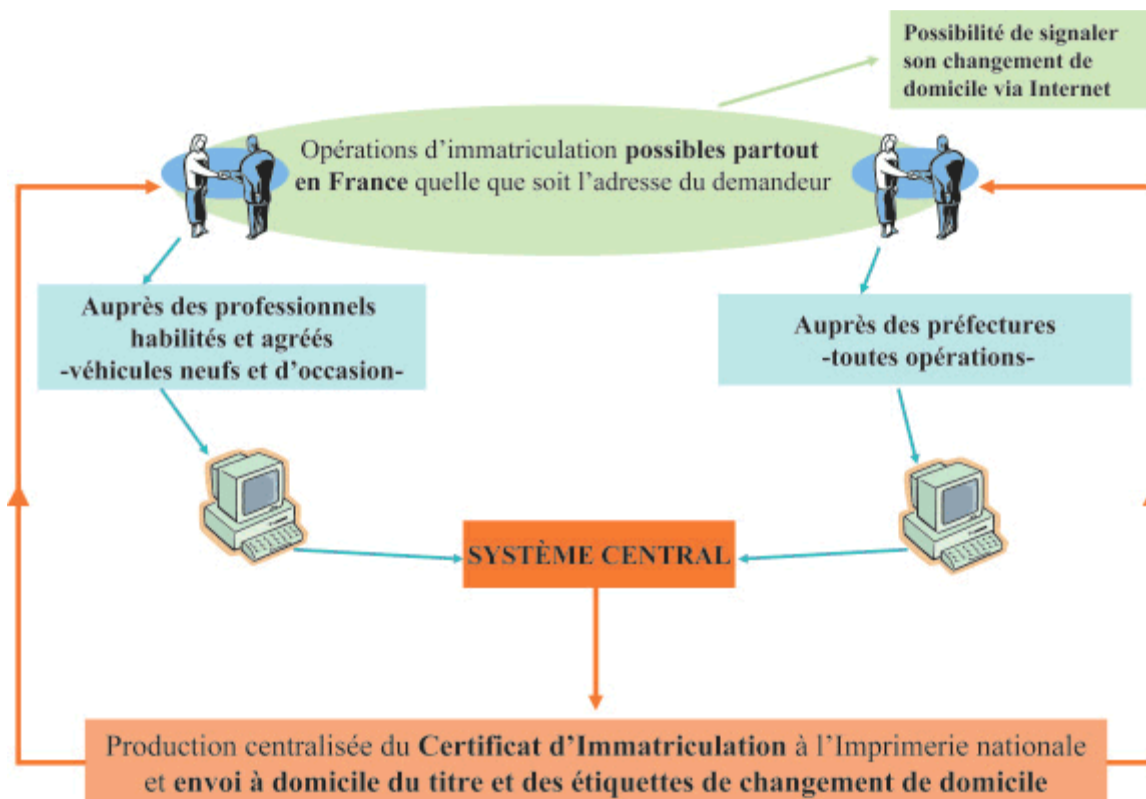 Possibilité de signaler
son changement de
domicile via Internet
Opérations d’immatriculation possibles partout
en France quelle que soit l’adresse du demandeur
Auprès des professionnels
habilités et agréés
-véhicules neufs et d’occasion-
Auprès des préfectures
-toutes opérations-
SYSTÈME CENTRAL
Production centralisée du Certificat d’Immatriculation à l’Imprimerie nationale
et envoi à domicile du titre et des étiquettes de changement de domicile